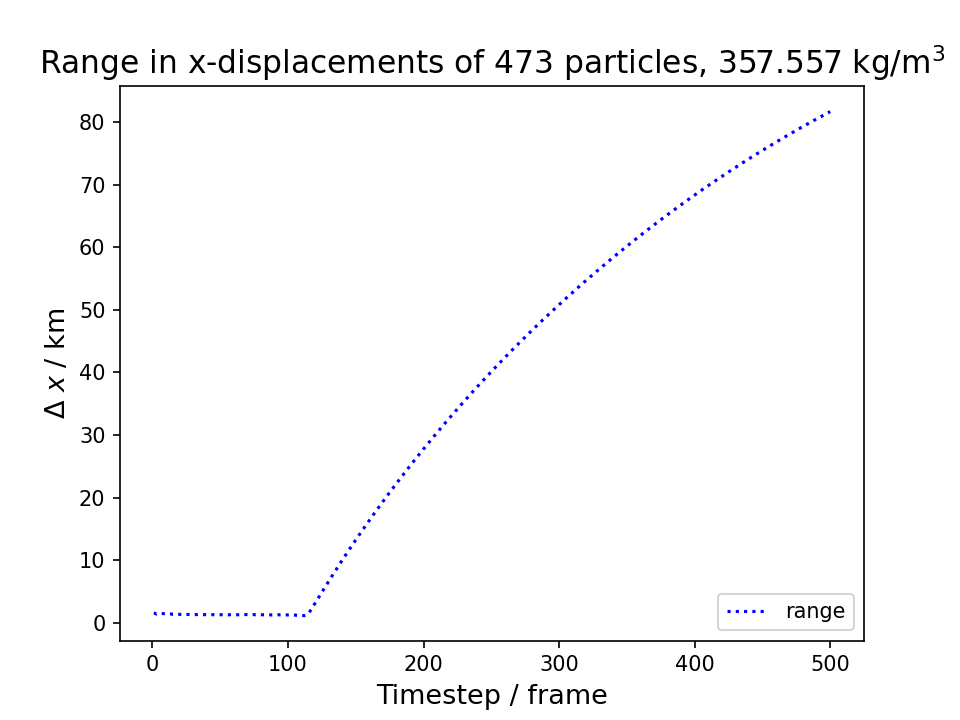 Range in x-displacements of 473 particles, 357.557 kg/m³
80
70
60
50
40
30
20
10
0
Δ x / km
range
0 100 200 300 400 500
Timestep / frame